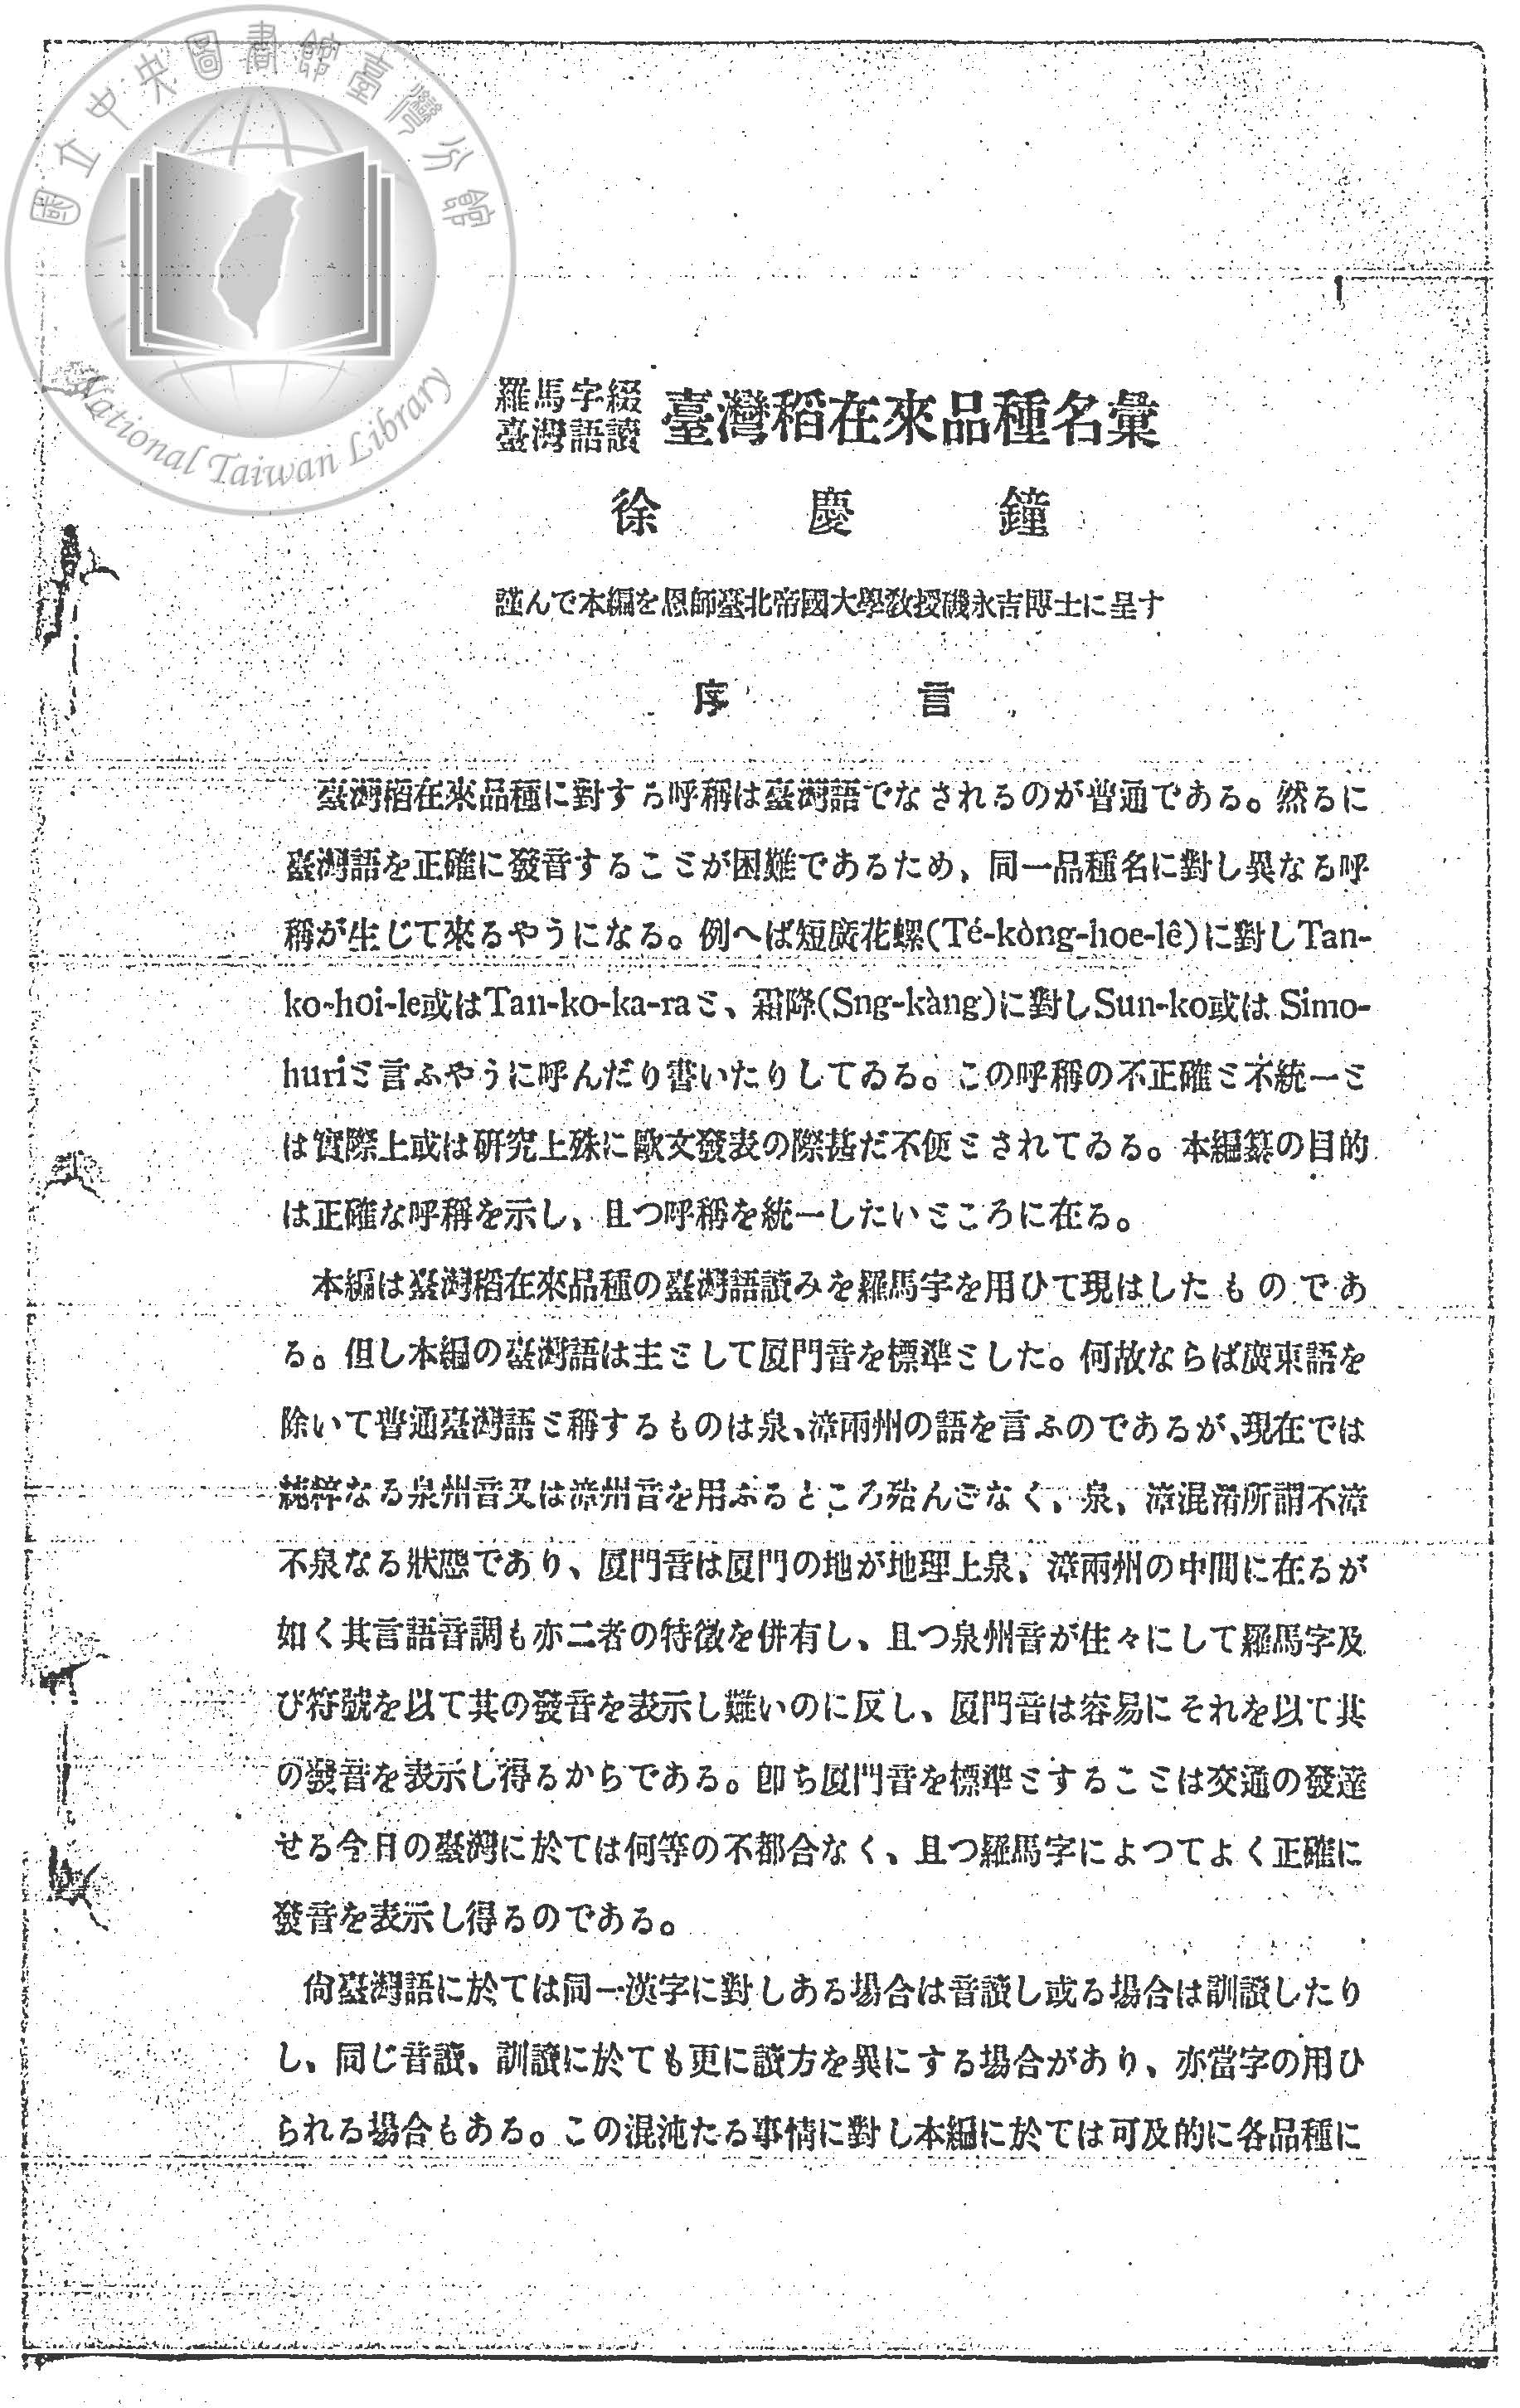 國立中央圖書館臺灣分館
National Taiwan Library
羅馬字綴
臺灣語讀
臺灣稻在來品種名彙
徐慶鐘
謹んで本編を恩師臺北帝國大學敎授磯永吉博士に呈す
序言
臺灣稻在來品種に對する呼稱は臺灣語でなされるのが普通である。然るに
臺灣語を正確に發音するこミが困難であるため、同一品種名に對し異なる呼
稱が生じて來るやうになる。例へば短廣花螺(Té-kòng-hoe-lê)に對しTan-
ko-hoi-le或はTan-ko-ka-raミ、霜降(Sng-kàng)に對しSun-ko或は Simo-
huriミ言ふやうに呼んだり書いたりしてゐる。この呼稱の不正確ミ不統一ミ
は實際上或は硏究上殊に歐文發表の際甚だ不便ミされてゐる。本編纂の目的
は正確な呼稱を示し、且つ呼稱を統一したいミころに在る。
本編は臺灣稻在來品種の臺灣語讀みを羅馬字を用ひて現はしたものであ
る。但し本編の臺灣語は主ミして厦門音を標準ミした。何故ならば廣東語を
除いて普通臺灣語ミ稱するものは泉、漳兩州の語を言ふのであるが、現在では
純粹なる泉州音又は漳州音を用ふるところ殆んどなく、泉、漳混淆所謂不漳
不泉なる狀態であり、厦門音は厦門の地が地理上泉、漳兩州の中間に在るが
如く其言語音調も亦二者の特徵を併有し、且つ泉州音が往々にして羅馬字及
び符號を以て其の發音を表示し難いのに反し、厦門音は容易にそれを以て其
の發音を表示し得るからである。卽ち厦門音を標準ミするこミは交通の發達
せる今日の臺灣に於ては何等の不都合なく、且つ羅馬字によつてよく正確に
發音を表示し得るのである。
尙臺灣語に於ては同一漢字に對しある場合は音讀し或る場合は訓讀したり
し、同じ音讀、訓讀に於ても更に讀方を異にする場合があり、亦當字の用ひ
られる場合もある。この混沌たる事情に對し本編に於ては可及的に各品種に